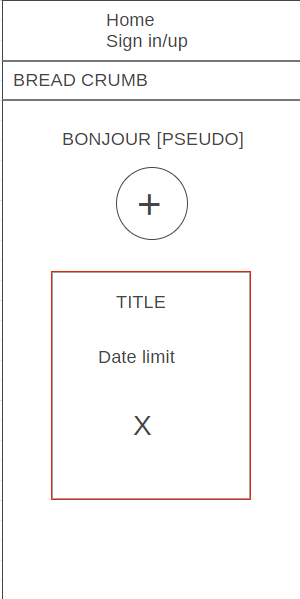 Home
Sign in/up
BREAD CRUMB
BONJOUR [PSEUDO]
+
TITLE
Date limit
X